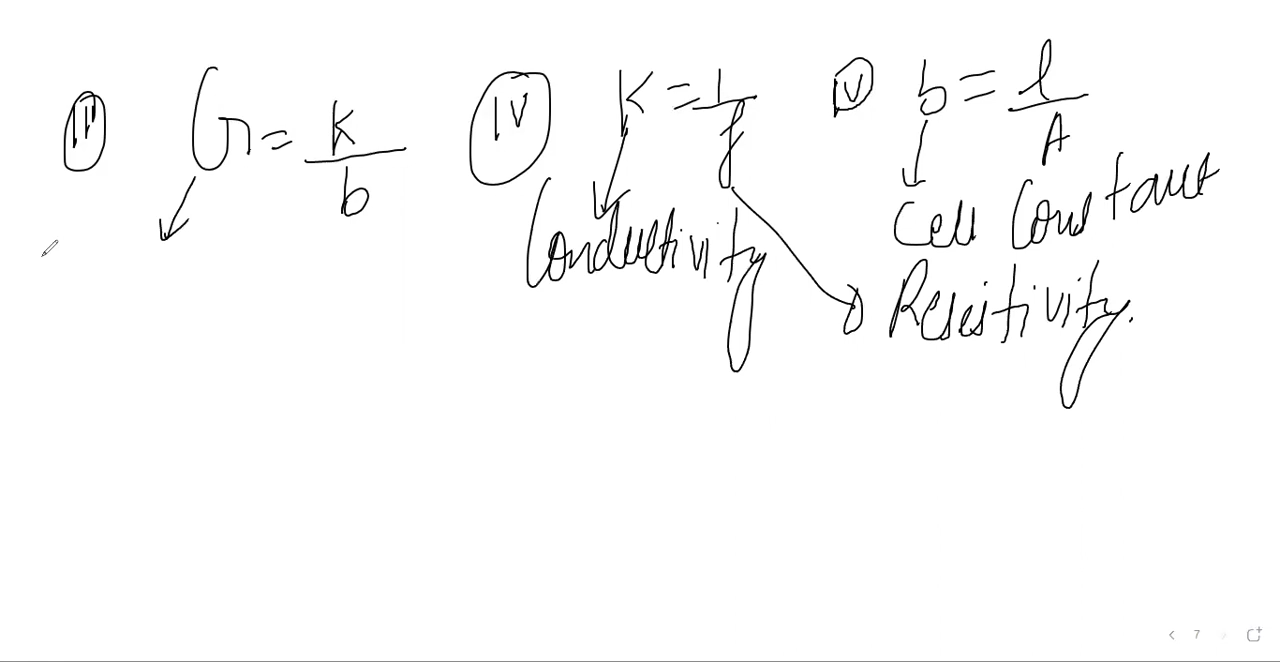 III G = K/b
IV K = 1/ρ
V b = l/A
Conductivity
Cell Constant
Resistivity.
7